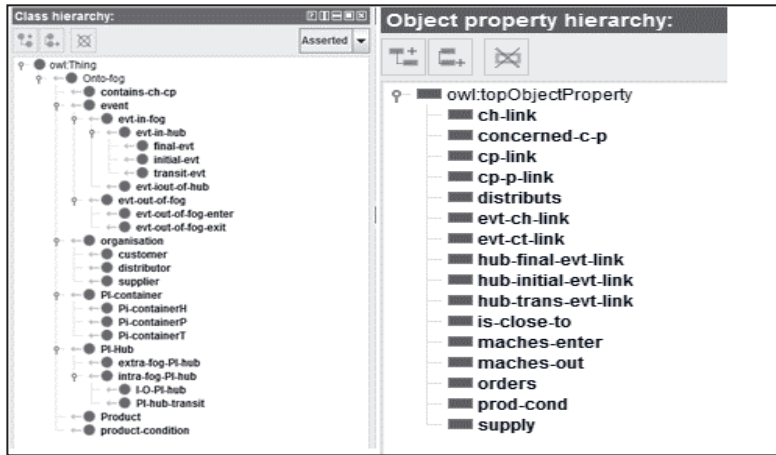 Class hierarchy:
Asserted
owl:Thing
Onto-fog
contains-ch-cp
event
evt-in-fog
evt-in-hub
final-evt
initial-evt
transit-evt
evt-iout-of-hub
evt-out-of-fog
evt-out-of-fog-enter
evt-out-of-fog-exit
organisation
customer
distributor
supplier
PI-container
Pi-containerH
Pi-containerP
Pi-containerT
PI-Hub
extra-fog-PI-hub
intra-fog-PI-hub
I-O-PI-hub
PI-hub-transit
Product
product-condition
Object property hierarchy:
owl:topObjectProperty
ch-link
concerned-c-p
cp-link
cp-p-link
distributs
evt-ch-link
evt-ct-link
hub-final-evt-link
hub-initial-evt-link
hub-trans-evt-link
is-close-to
maches-enter
maches-out
orders
prod-cond
supply